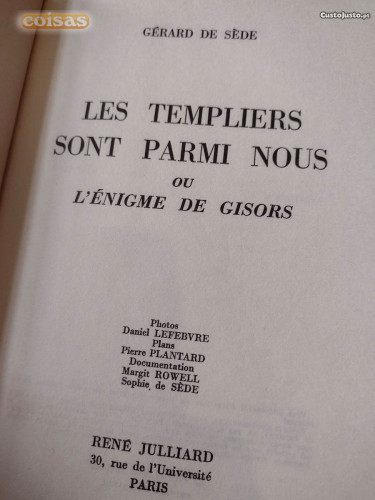 coisas
CustoJusto.pt
GÉRARD DE SÈDE
LES TEMPLIERS
SONT PARMI NOUS
OU
L'ÉNIGME DE GISORS
Photos
Daniel LEFEBVRE
Plans
Pierre PLANTARD
Documentation
Margit ROWELL
Sophie de SÈDE
RENÉ JULLIARD
30, rue de l'Université
PARIS